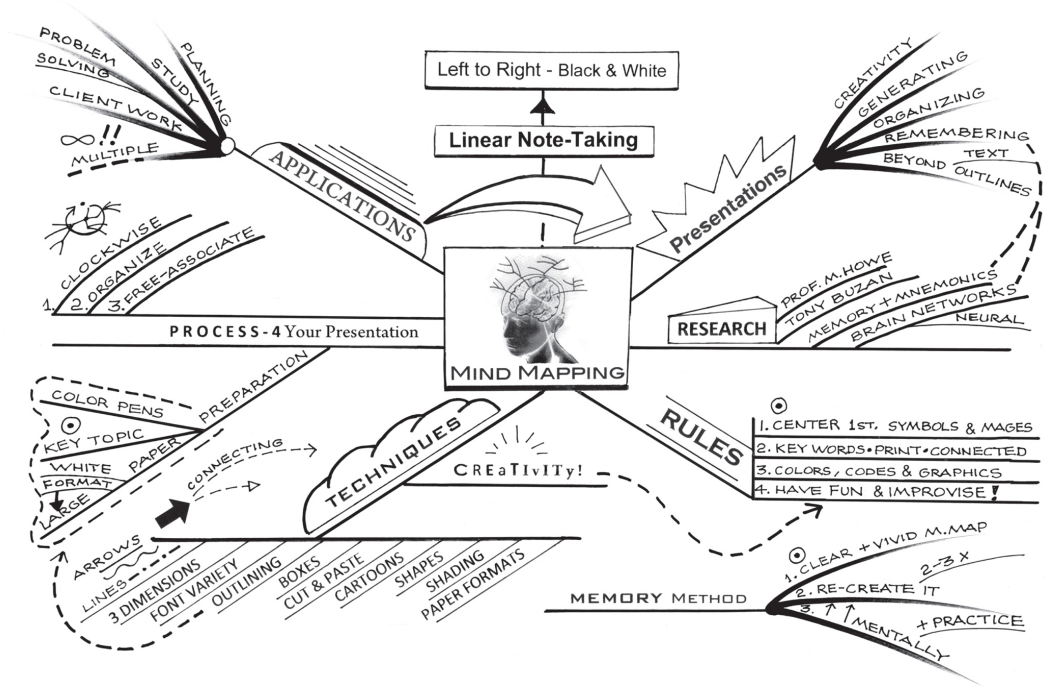 Left to Right - Black & White
Linear Note-Taking
MIND MAPPING
APPLICATIONS
PLANNING
STUDY
PROBLEM
SOLVING
CLIENT WORK
∞ !!
MULTIPLE
Presentations
CREATIVITY
GENERATING
ORGANIZING
REMEMBERING
TEXT
BEYOND OUTLINES
RESEARCH
PROF. M. HOWE
TONY BUZAN
MEMORY + MNEMONICS
BRAIN NETWORKS
NEURAL
RULES
1. CENTER 1ST. SYMBOLS & MAGES
2. KEY WORDS • PRINT • CONNECTED
3. COLORS, CODES & GRAPHICS
4. HAVE FUN & IMPROVISE!
MEMORY METHOD
1. CLEAR + VIVID M.MAP
2-3 X
2. RE-CREATE IT
3.
MENTALLY
+ PRACTICE
TECHNIQUES
CREaTIvITy!
ARROWS
LINES
3 DIMENSIONS
FONT VARIETY
OUTLINING
BOXES
CUT & PASTE
CARTOONS
SHAPES
SHADING
PAPER FORMATS
CONNECTING
PROCESS-4 Your Presentation
1. CLOCKWISE
2. ORGANIZE
3. FREE-ASSOCIATE
PREPARATION
COLOR PENS
KEY TOPIC
PAPER
WHITE
FORMAT
LARGE